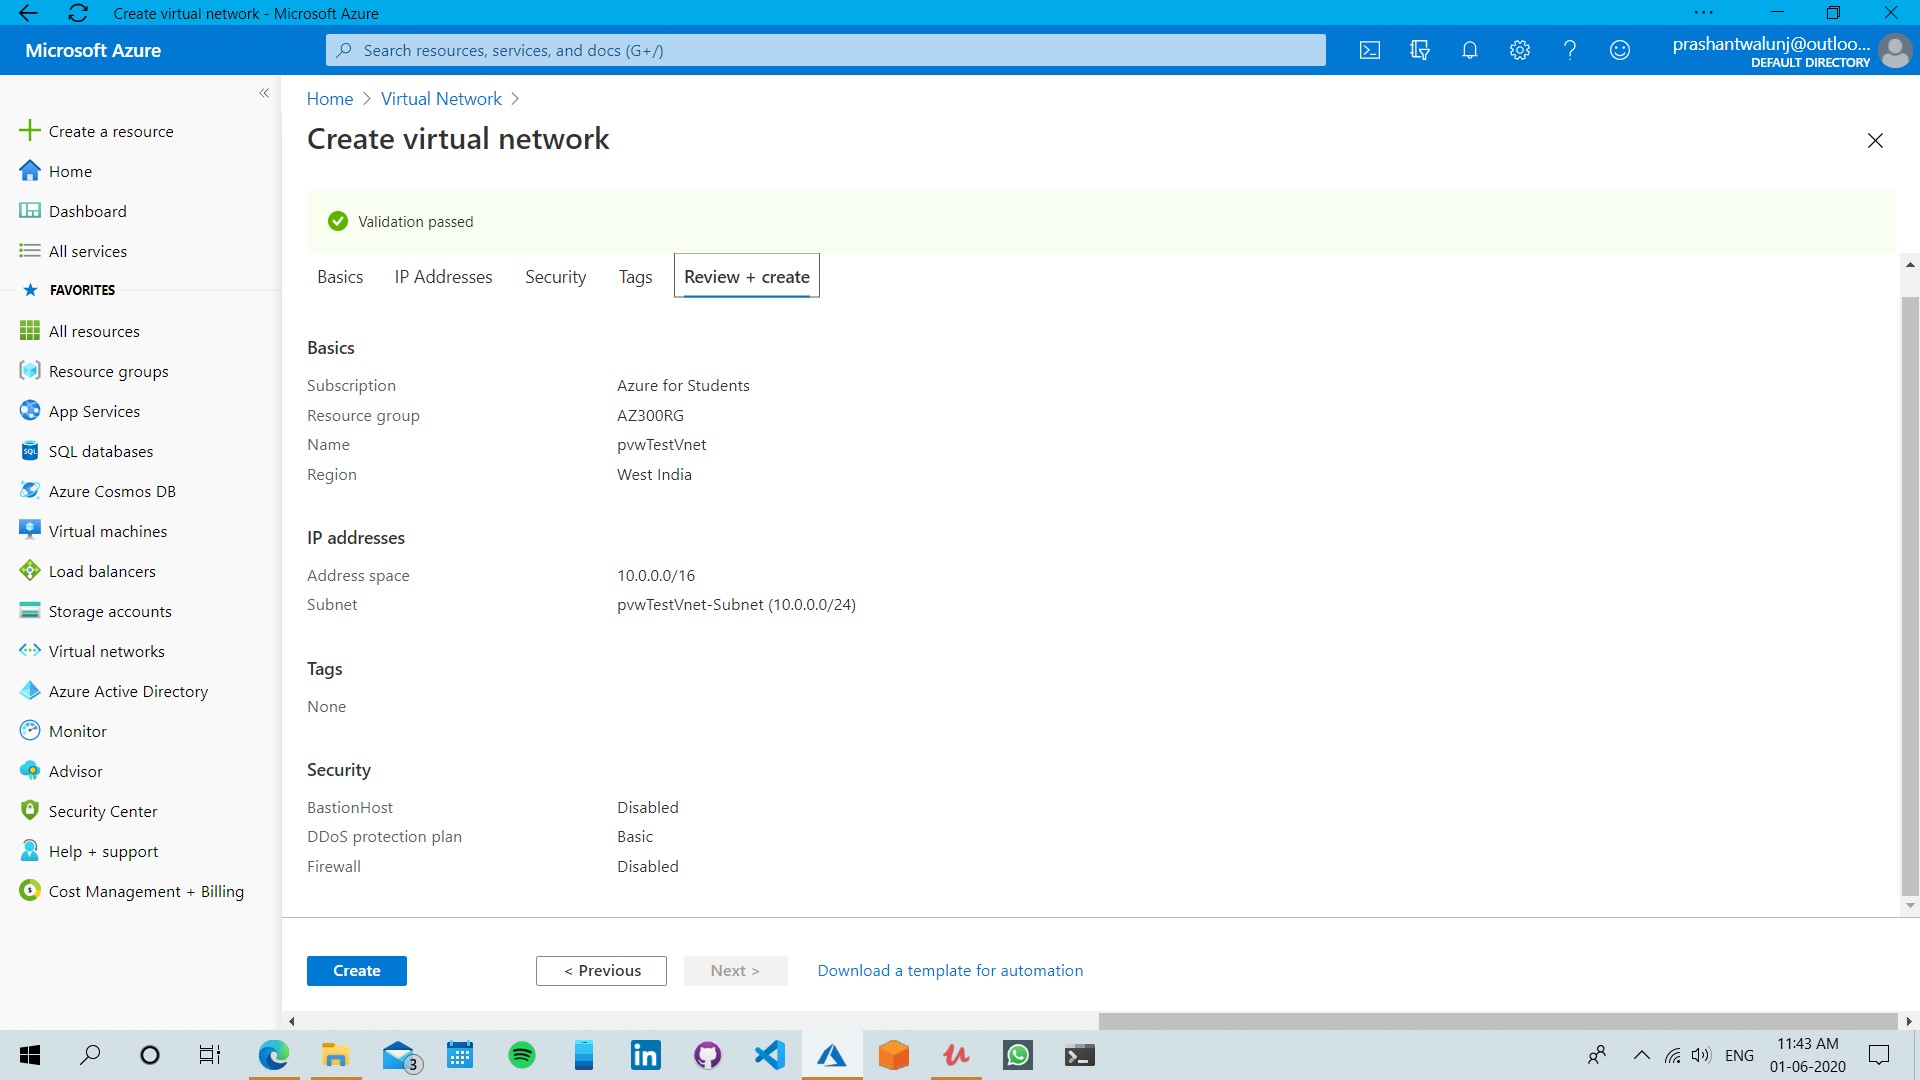 Create virtual network - Microsoft Azure
Microsoft Azure
Search resources, services, and docs (G+/)
prashantwalunj@outloo...
DEFAULT DIRECTORY
Create a resource
Home
Dashboard
All services
FAVORITES
All resources
Resource groups
App Services
SQL databases
Azure Cosmos DB
Virtual machines
Load balancers
Storage accounts
Virtual networks
Azure Active Directory
Monitor
Advisor
Security Center
Help + support
Cost Management + Billing
Home > Virtual Network >
Create virtual network
Validation passed
Basics IP Addresses Security Tags Review + create
Basics
Subscription Azure for Students
Resource group AZ300RG
Name pvwTestVnet
Region West India
IP addresses
Address space 10.0.0.0/16
Subnet pvwTestVnet-Subnet (10.0.0.0/24)
Tags
None
Security
BastionHost Disabled
DDoS protection plan Basic
Firewall Disabled
Create < Previous Next > Download a template for automation
3
ENG
11:43 AM
01-06-2020